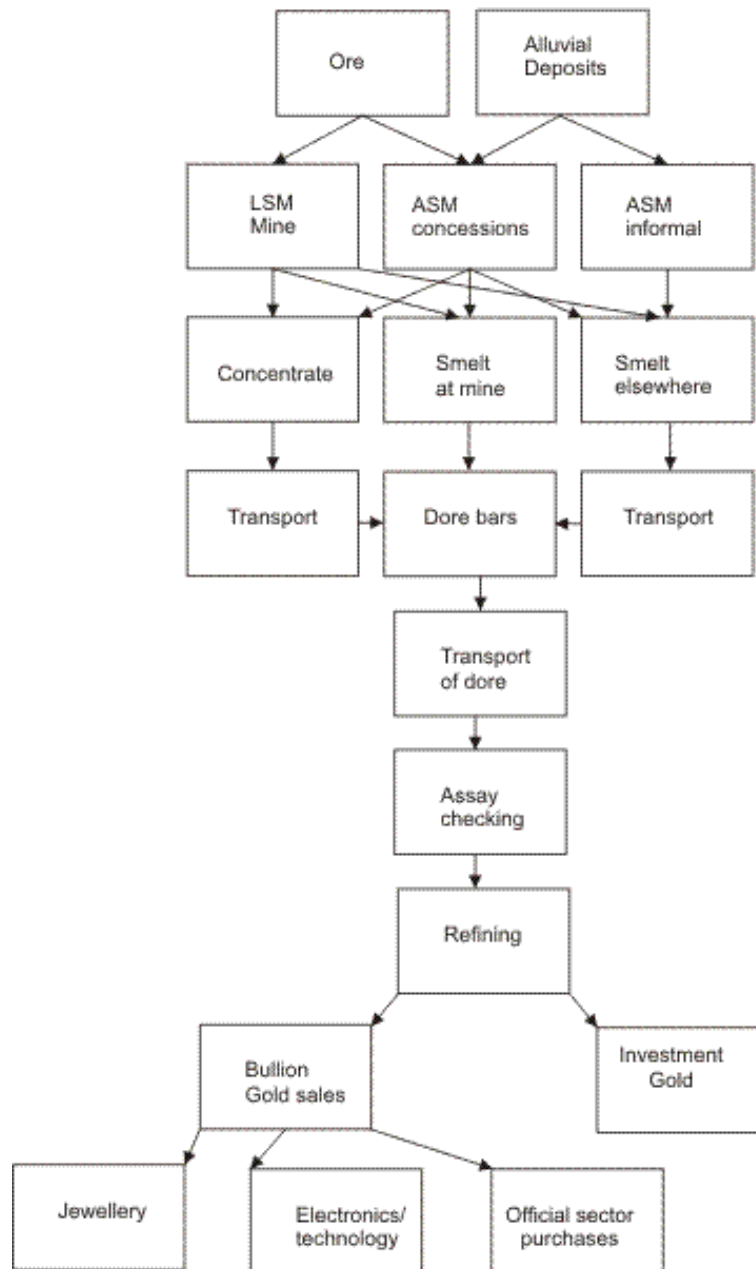 Ore
Alluvial
Deposits
LSM
Mine
ASM
concessions
ASM
informal
Concentrate
Smelt
at mine
Smelt
elsewhere
Transport
Dore bars
Transport
Transport
of dore
Assay
checking
Refining
Bullion
Gold sales
Investment
Gold
Jewellery
Electronics/
technology
Official sector
purchases